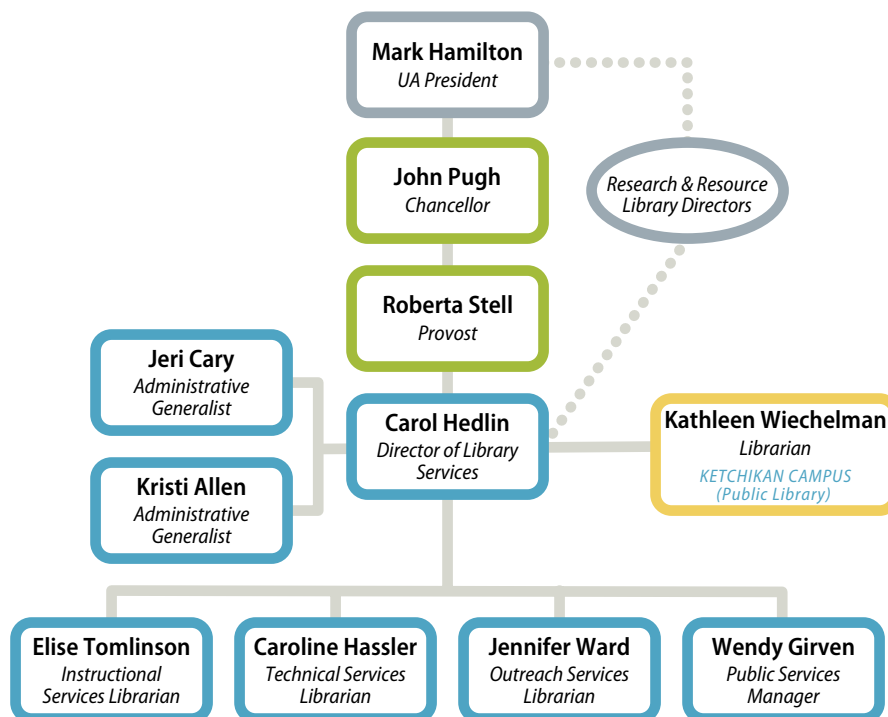 Mark Hamilton
UA President
John Pugh
Chancellor
Research & Resource
Library Directors
Roberta Stell
Provost
Jeri Cary
Administrative
Generalist
Carol Hedlin
Director of Library
Services
Kathleen Wiechelman
Librarian
KETCHIKAN CAMPUS
(Public Library)
Kristi Allen
Administrative
Generalist
Elise Tomlinson
Instructional
Services Librarian
Caroline Hassler
Technical Services
Librarian
Jennifer Ward
Outreach Services
Librarian
Wendy Girven
Public Services
Manager